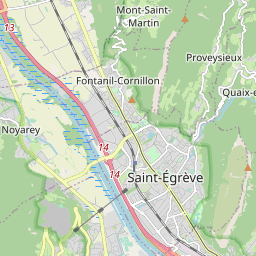 Mont-Saint-
Martin
13
Proveysieux
Fontanil-Cornillon
Quaix-e
Noyarey
14
14
Saint-Égrève